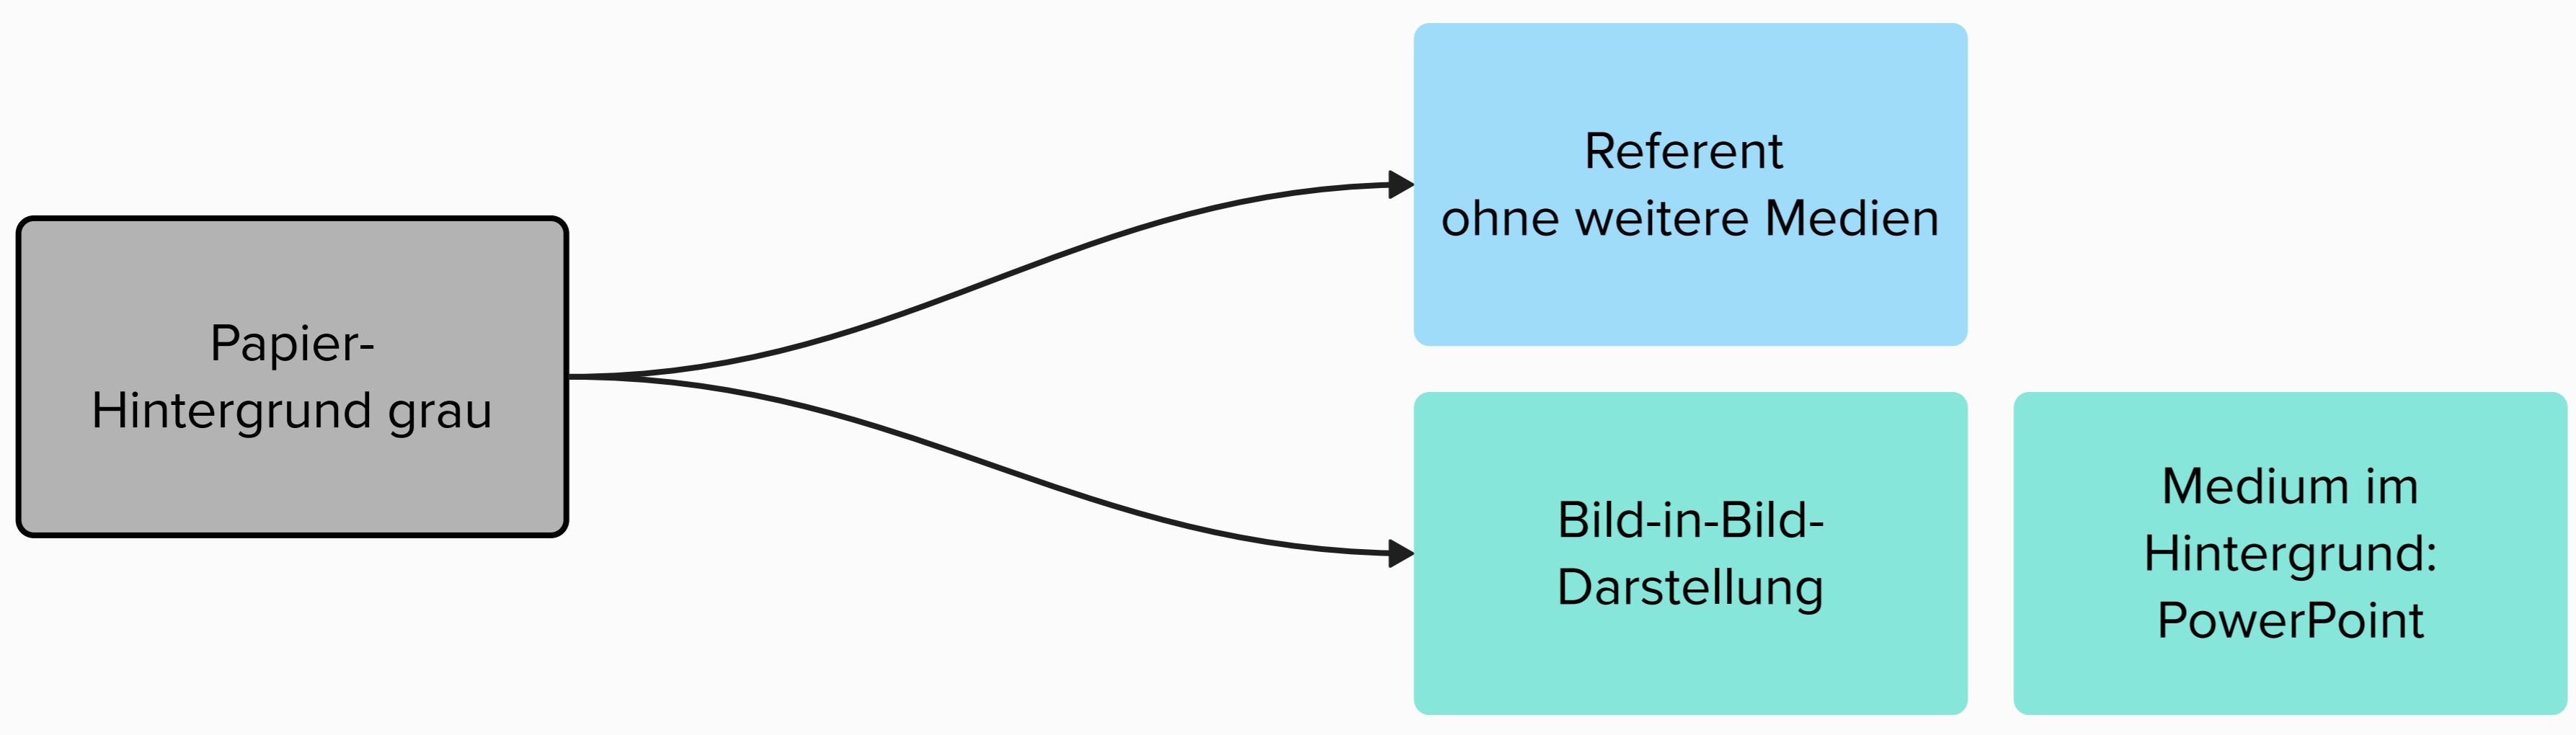 Papier-
Hintergrund grau
Referent
ohne weitere Medien
Bild-in-Bild-
Darstellung
Medium im
Hintergrund:
PowerPoint